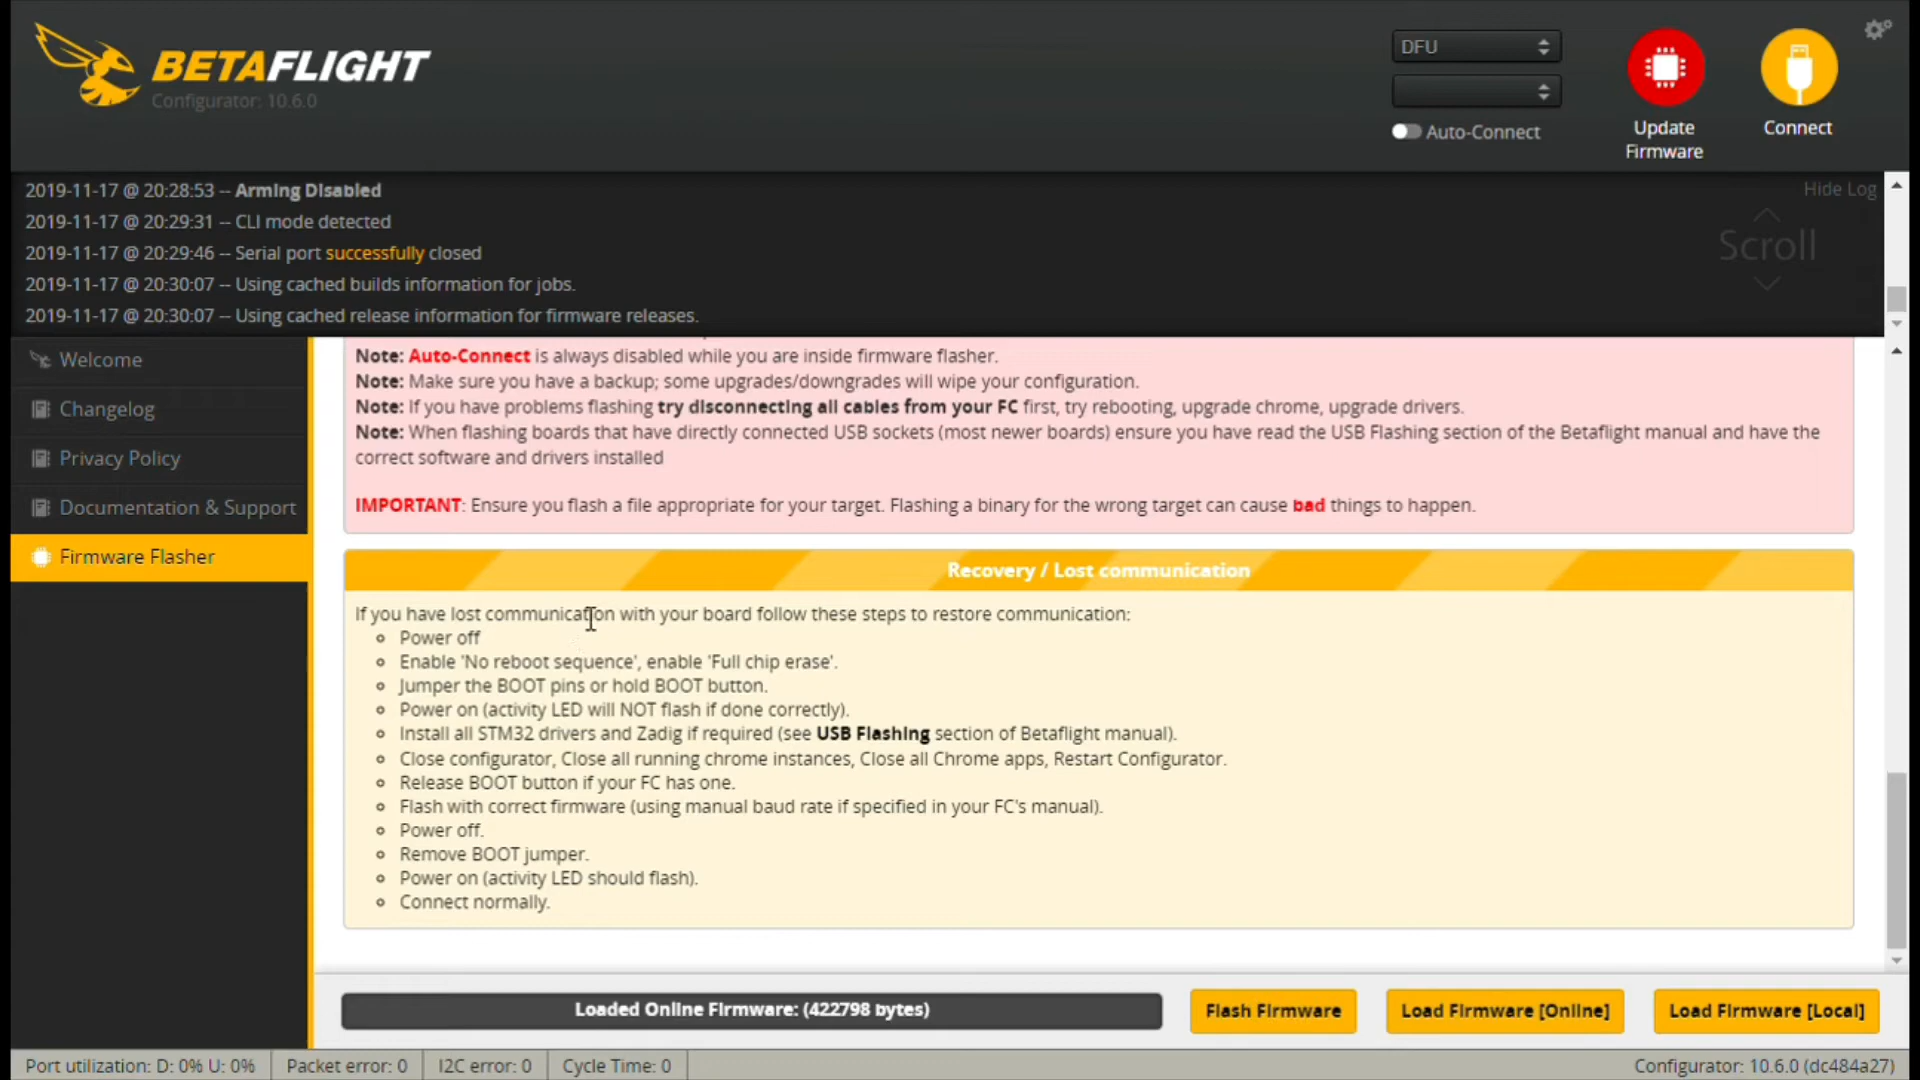 BETAFLIGHT
Configurator: 10.6.0
DFU
Auto-Connect
Update
Firmware
Connect
2019-11-17 @ 20:28:53 -- Arming Disabled
2019-11-17 @ 20:29:31 -- CLI mode detected
2019-11-17 @ 20:29:46 -- Serial port successfully closed
2019-11-17 @ 20:30:07 -- Using cached builds information for jobs.
2019-11-17 @ 20:30:07 -- Using cached release information for firmware releases.
Hide Log
Scroll
Welcome
Changelog
Privacy Policy
Documentation & Support
Firmware Flasher
Note: Auto-Connect is always disabled while you are inside firmware flasher.
Note: Make sure you have a backup; some upgrades/downgrades will wipe your configuration.
Note: If you have problems flashing try disconnecting all cables from your FC first, try rebooting, upgrade chrome, upgrade drivers.
Note: When flashing boards that have directly connected USB sockets (most newer boards) ensure you have read the USB Flashing section of the Betaflight manual and have the
correct software and drivers installed
IMPORTANT: Ensure you flash a file appropriate for your target. Flashing a binary for the wrong target can cause bad things to happen.
Recovery / Lost communication
If you have lost communication with your board follow these steps to restore communication:
Power off
Enable 'No reboot sequence', enable 'Full chip erase'.
Jumper the BOOT pins or hold BOOT button.
Power on (activity LED will NOT flash if done correctly).
Install all STM32 drivers and Zadig if required (see USB Flashing section of Betaflight manual).
Close configurator, Close all running chrome instances, Close all Chrome apps, Restart Configurator.
Release BOOT button if your FC has one.
Flash with correct firmware (using manual baud rate if specified in your FC's manual).
Power off.
Remove BOOT jumper.
Power on (activity LED should flash).
Connect normally.
Loaded Online Firmware: (422798 bytes)
Flash Firmware
Load Firmware [Online]
Load Firmware [Local]
Port utilization: D: 0% U: 0%
Packet error: 0
I2C error: 0
Cycle Time: 0
Configurator: 10.6.0 (dc484a27)